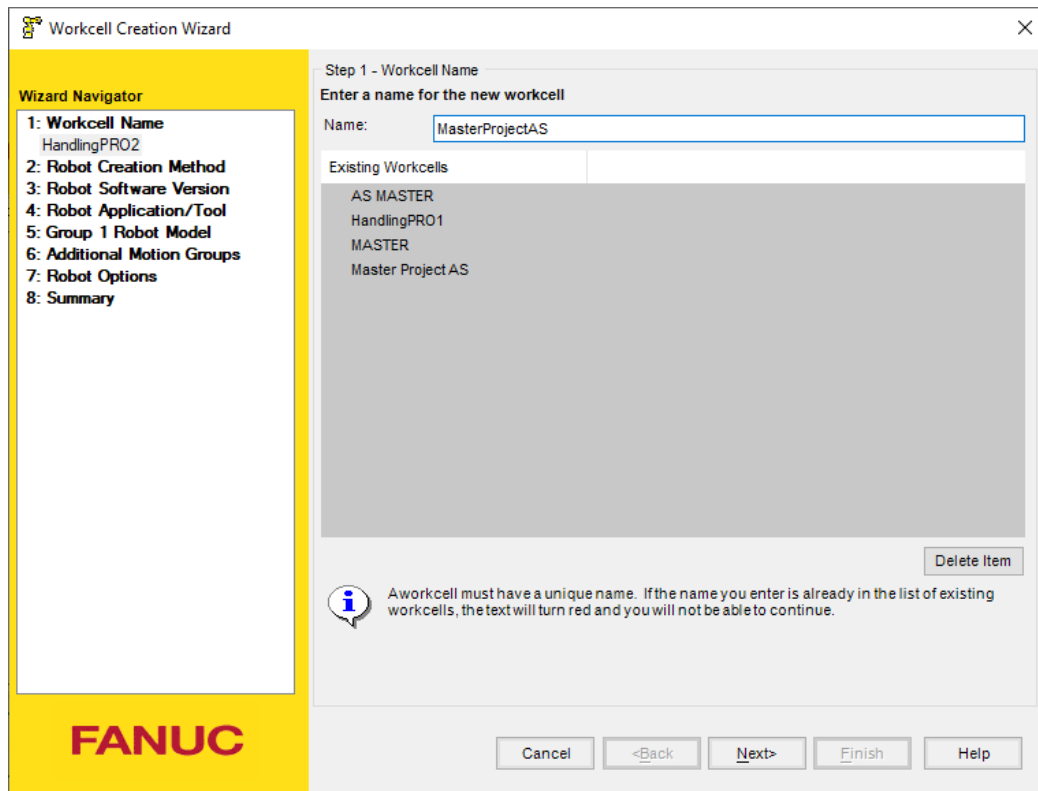 Workcell Creation Wizard
Wizard Navigator
1: Workcell Name
HandlingPRO2
2: Robot Creation Method
3: Robot Software Version
4: Robot Application/Tool
5: Group 1 Robot Model
6: Additional Motion Groups
7: Robot Options
8: Summary
FANUC
Step 1 - Workcell Name
Enter a name for the new workcell
Name: MasterProjectAS
Existing Workcells
AS MASTER
HandlingPRO1
MASTER
Master Project AS
Delete Item
A workcell must have a unique name. If the name you enter is already in the list of existing
workcells, the text will turn red and you will not be able to continue.
Cancel <Back Next> Finish Help